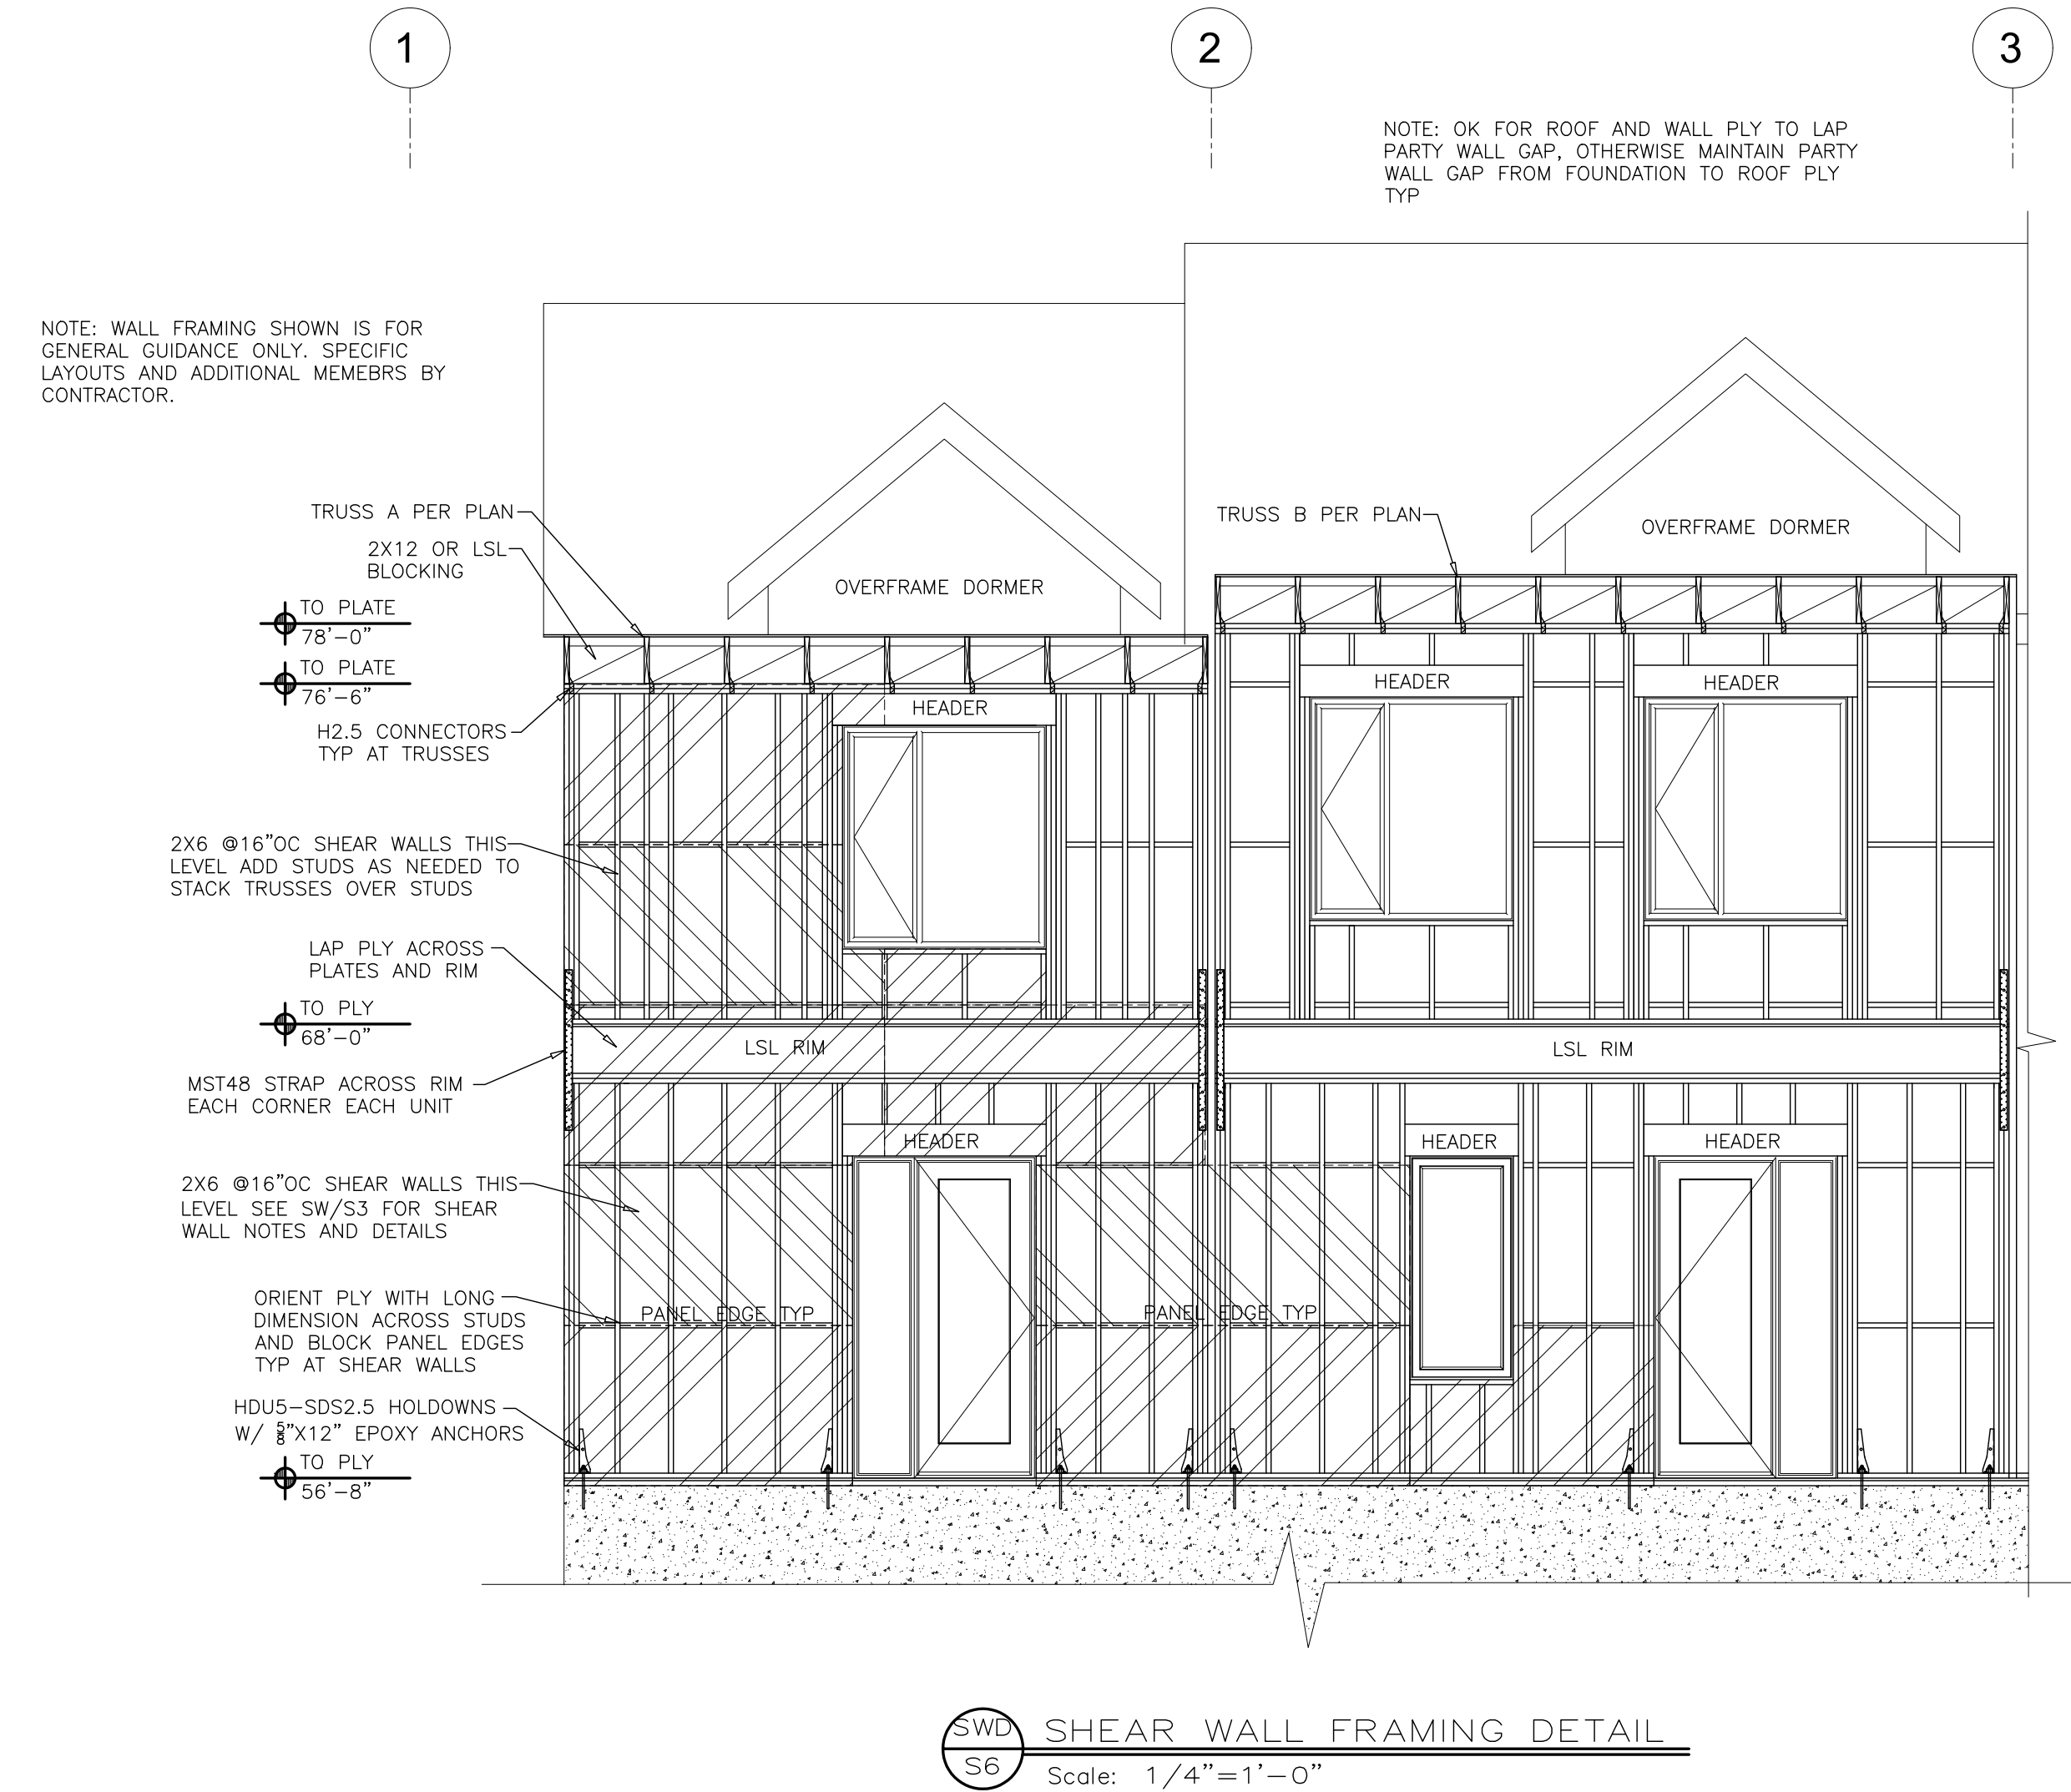 1
2
3
NOTE: OK FOR ROOF AND WALL PLY TO LAP
PARTY WALL GAP, OTHERWISE MAINTAIN PARTY
WALL GAP FROM FOUNDATION TO ROOF PLY
TYP
NOTE: WALL FRAMING SHOWN IS FOR
GENERAL GUIDANCE ONLY. SPECIFIC
LAYOUTS AND ADDITIONAL MEMEBRS BY
CONTRACTOR.
TRUSS A PER PLAN
2X12 OR LSL
BLOCKING
TRUSS B PER PLAN
OVERFRAME DORMER
OVERFRAME DORMER
TO PLATE
78'-0"
TO PLATE
76'-6"
H2.5 CONNECTORS
TYP AT TRUSSES
HEADER
HEADER
HEADER
2X6 @16"OC SHEAR WALLS THIS
LEVEL ADD STUDS AS NEEDED TO
STACK TRUSSES OVER STUDS
LAP PLY ACROSS
PLATES AND RIM
TO PLY
68'-0"
LSL RIM
LSL RIM
MST48 STRAP ACROSS RIM
EACH CORNER EACH UNIT
HEADER
HEADER
HEADER
2X6 @16"OC SHEAR WALLS THIS
LEVEL SEE SW/S3 FOR SHEAR
WALL NOTES AND DETAILS
ORIENT PLY WITH LONG
DIMENSION ACROSS STUDS
AND BLOCK PANEL EDGES
TYP AT SHEAR WALLS
PANEL EDGE TYP
PANEL EDGE TYP
HDU5-SDS2.5 HOLDOWNS
W/ 5/8"X12" EPOXY ANCHORS
TO PLY
56'-8"
SWD
S6
SHEAR WALL FRAMING DETAIL
Scale: 1/4"=1'-0"